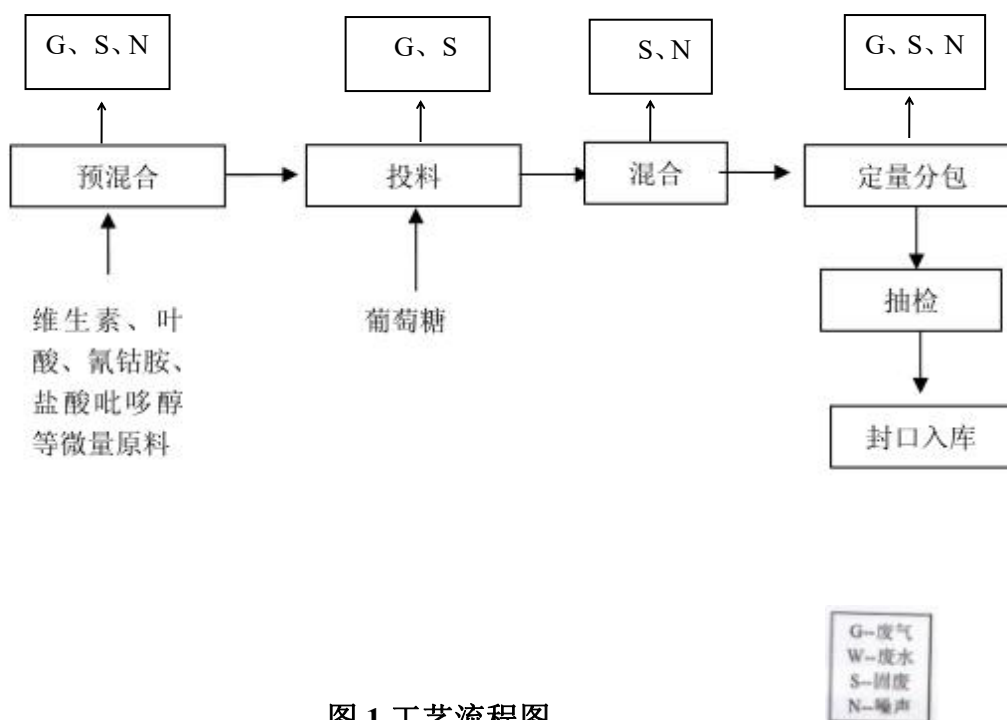 G、S、N
G、S
S、N
G、S、N
预混合
投料
混合
定量分包
维生素、叶
酸、氰钴胺、
盐酸吡哆醇
等微量原料
葡萄糖
抽检
封口入库
G--废气
W--废水
S--固废
N--噪声
图 1 工艺流程图